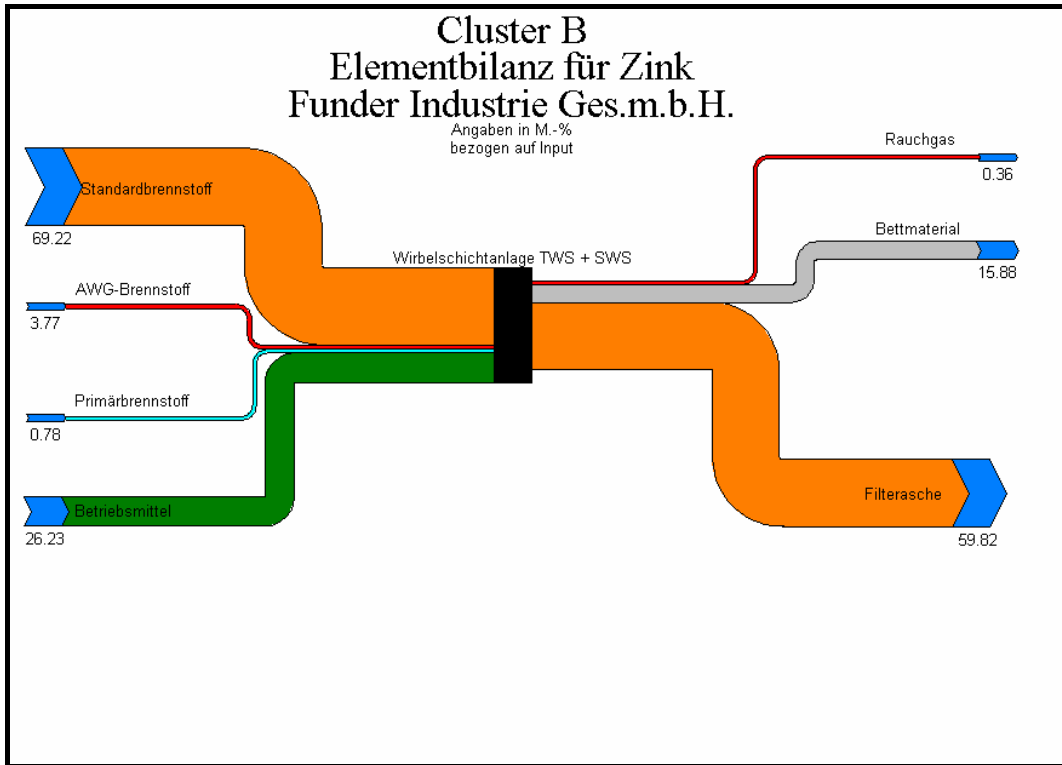 Cluster B
Elementbilanz für Zink
Funder Industrie Ges.m.b.H.
Angaben in M.-%
bezogen auf Input
Standardbrennstoff
69.22
AWG-Brennstoff
3.77
Primärbrennstoff
0.78
Betriebsmittel
26.23
Wirbelschichtanlage TWS + SWS
Rauchgas
0.36
Bettmaterial
15.88
Filterasche
59.82